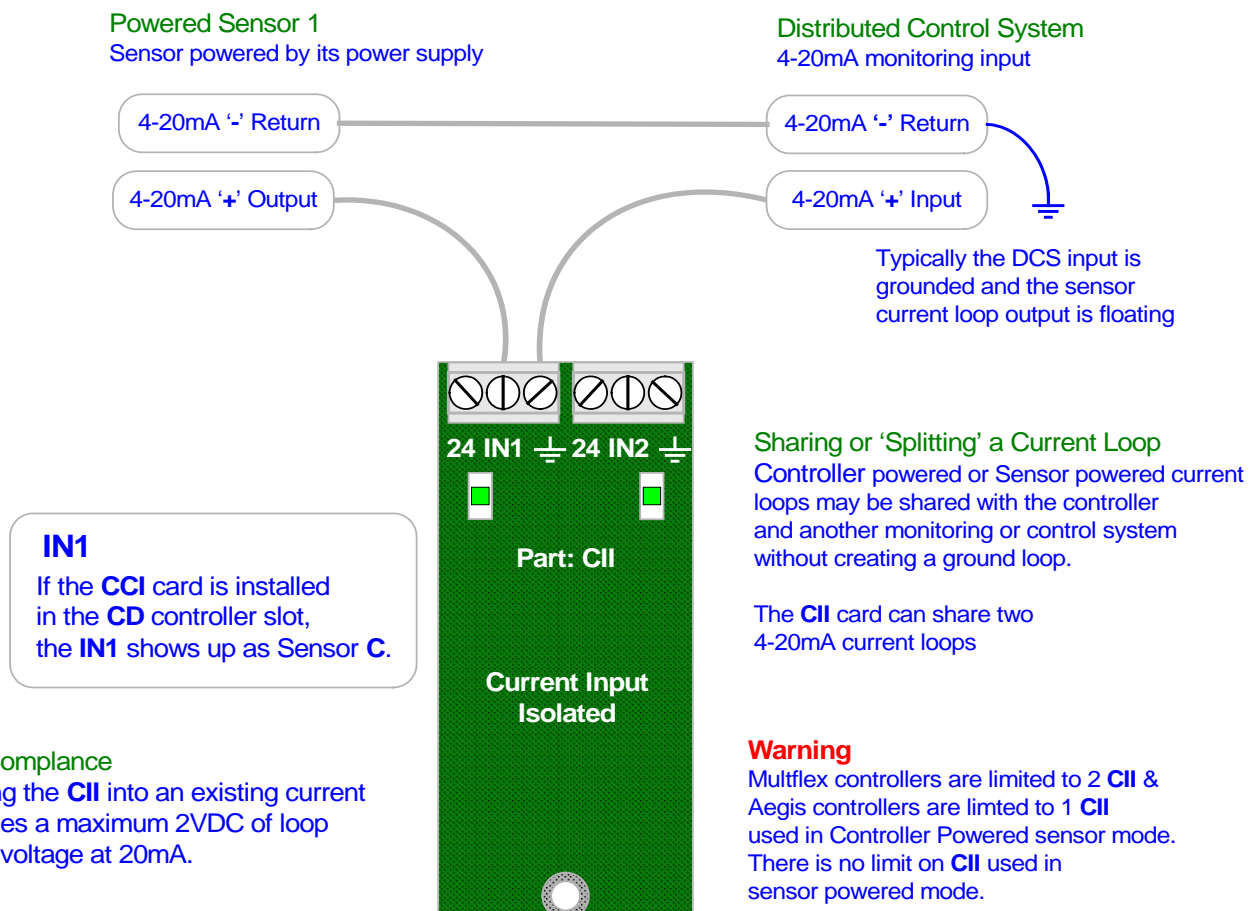 Powered Sensor 1
Sensor powered by its power supply
Distributed Control System
4-20mA monitoring input
4-20mA ‘-’ Return
4-20mA ‘-’ Return
4-20mA ‘+’ Output
4-20mA ‘+’ Input
Typically the DCS input is
grounded and the sensor
current loop output is floating
24 IN1 24 IN2
Part: CII
Current Input
Isolated
Sharing or ‘Splitting’ a Current Loop
Controller powered or Sensor powered current
loops may be shared with the controller
and another monitoring or control system
without creating a ground loop.
The CII card can share two
4-20mA current loops
IN1
If the CCI card is installed
in the CD controller slot,
the IN1 shows up as Sensor C.
omplance
ng the CII into an existing current
es a maximum 2VDC of loop
voltage at 20mA.
Warning
Multflex controllers are limited to 2 CII &
Aegis controllers are limted to 1 CII
used in Controller Powered sensor mode.
There is no limit on CII used in
sensor powered mode.